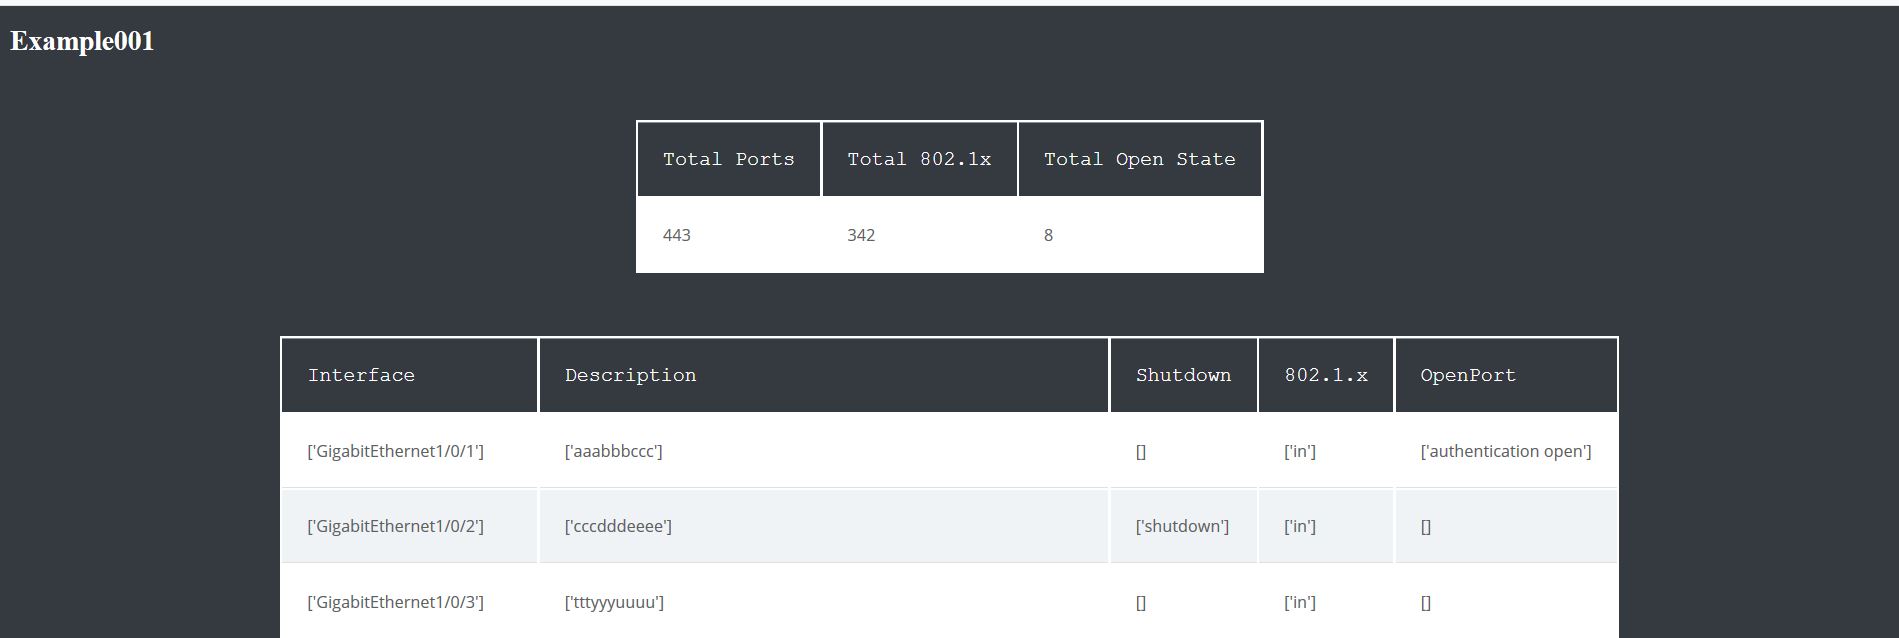 Example001
Total Ports Total 802.1x Total Open State
443 342 8
Interface Description Shutdown 802.1.x OpenPort
['GigabitEthernet1/0/1'] ['aaabbbccc'] [] ['in'] ['authentication open']
['GigabitEthernet1/0/2'] ['cccdddeeee'] ['shutdown'] ['in'] []
['GigabitEthernet1/0/3'] ['tttyyyuuuu'] [] ['in'] []